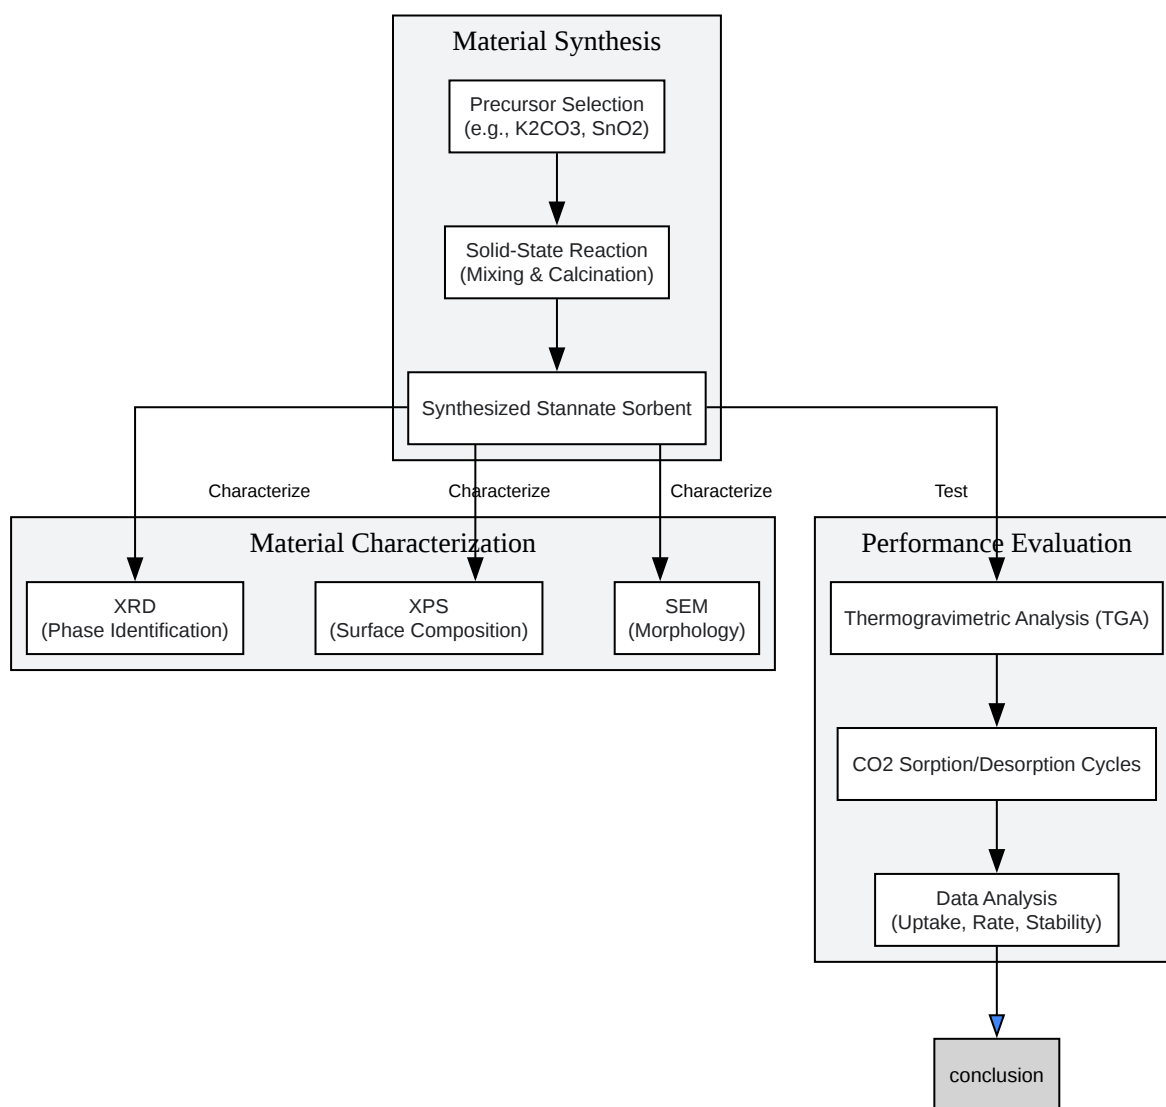 Material Synthesis
Precursor Selection
(e.g., K2CO3, SnO2)
Solid-State Reaction
(Mixing & Calcination)
Synthesized Stannate Sorbent
Characterize
Characterize
Characterize
Test
Material Characterization
Performance Evaluation
XRD
(Phase Identification)
XPS
(Surface Composition)
SEM
(Morphology)
Thermogravimetric Analysis (TGA)
CO2 Sorption/Desorption Cycles
Data Analysis
(Uptake, Rate, Stability)
conclusion